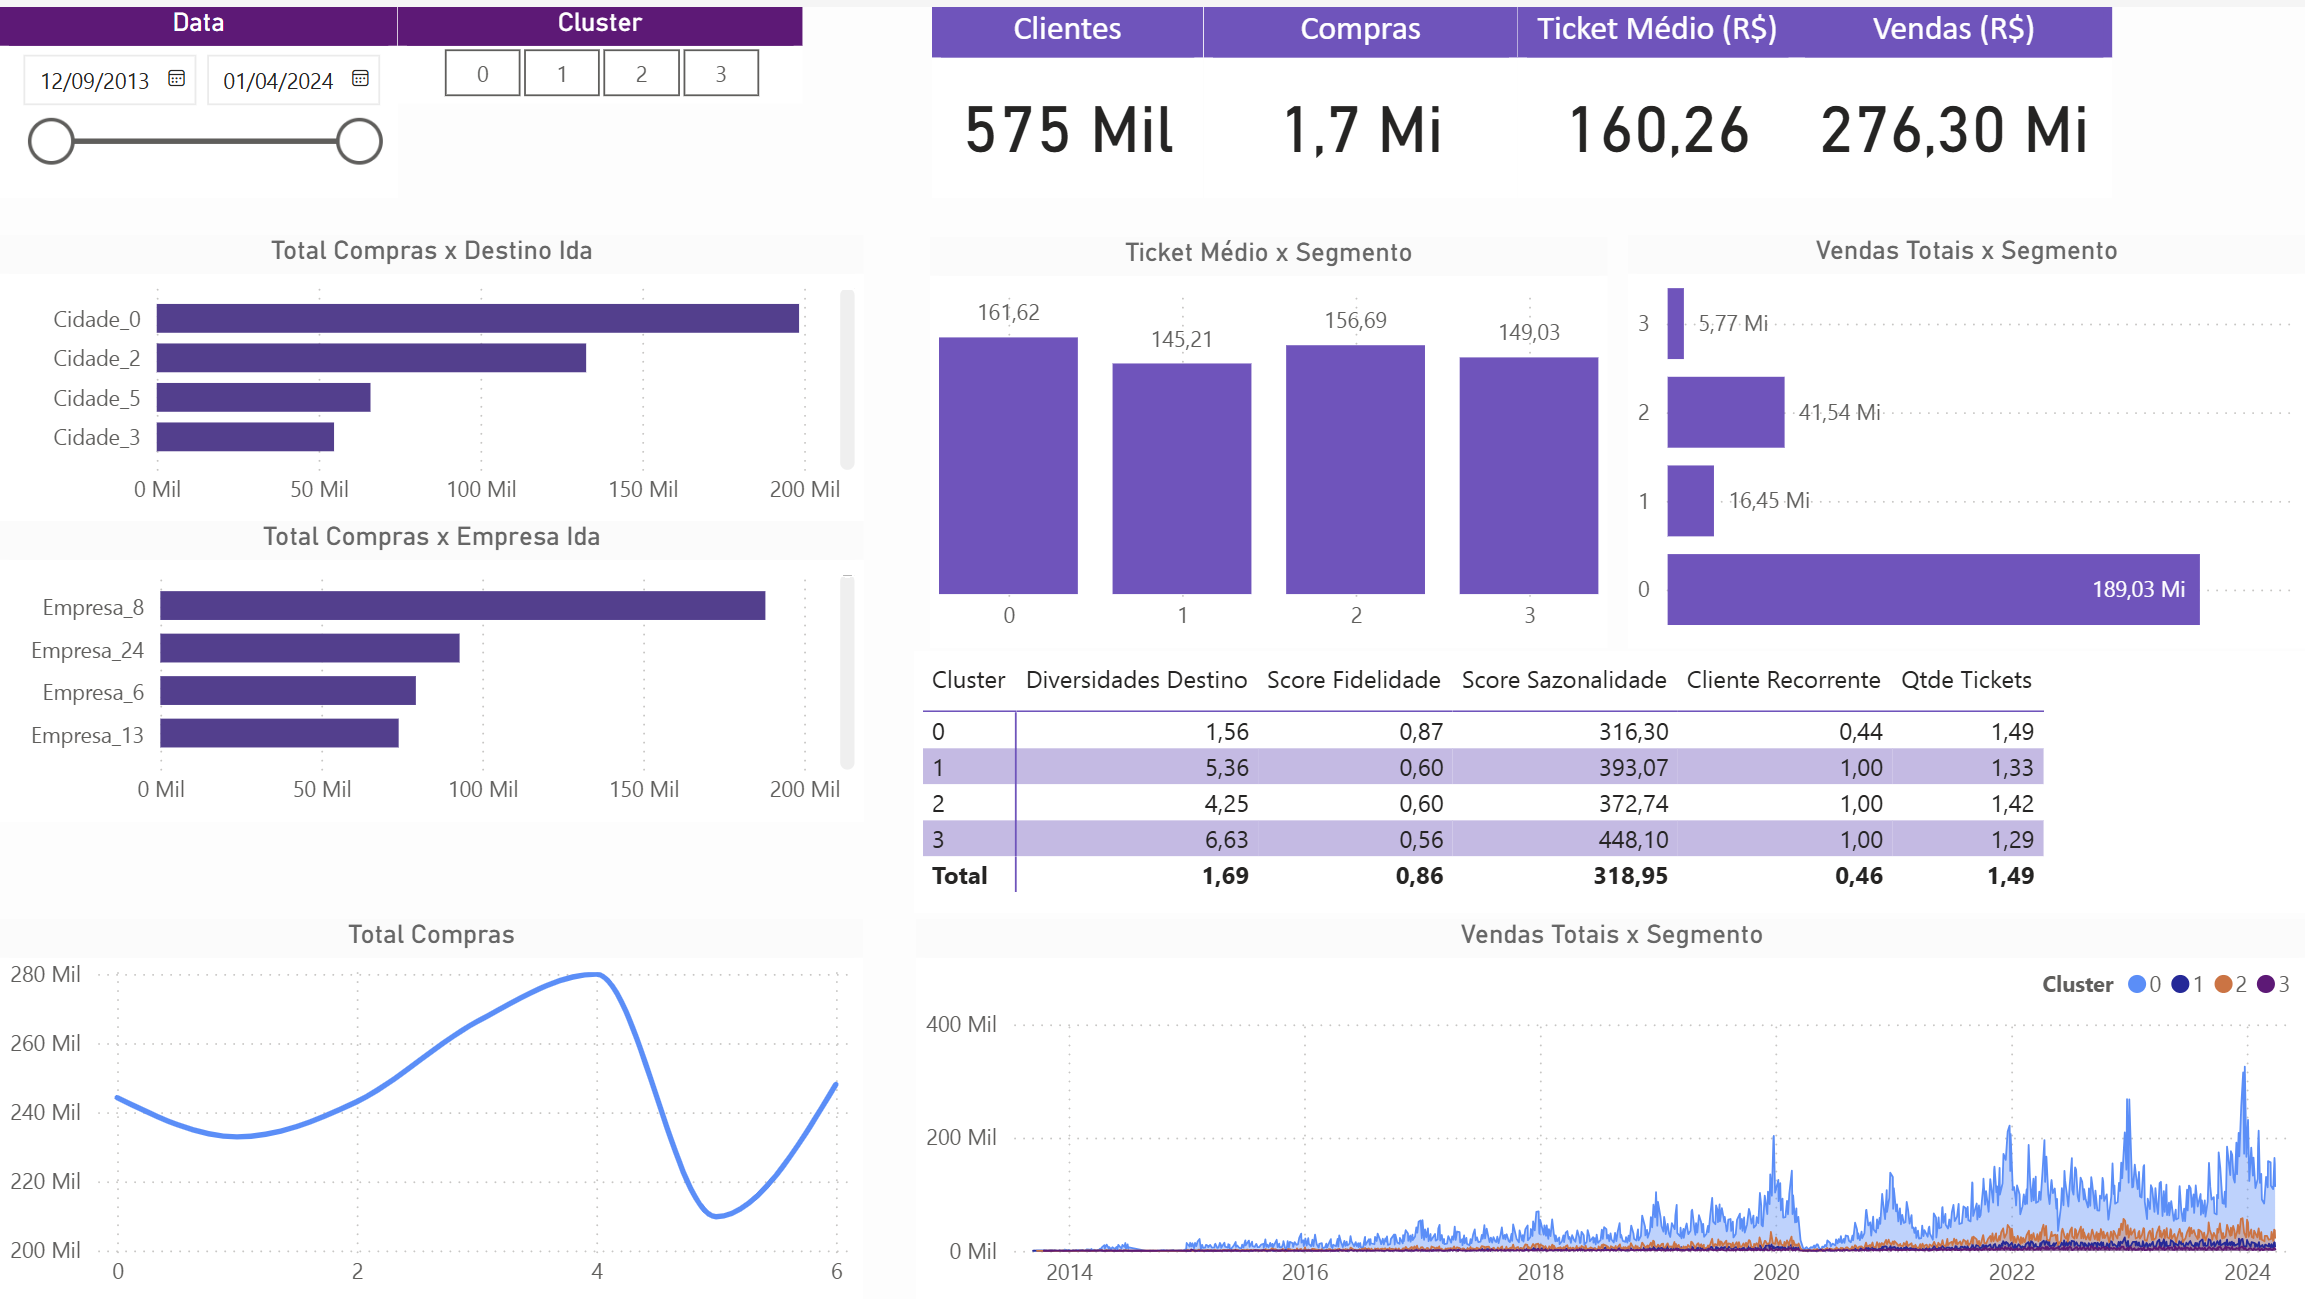 Data
Cluster
12/09/2013
01/04/2024
0
1
2
3
Clientes
Compras
Ticket Médio (R$)
Vendas (R$)
575 Mil
1,7 Mi
160,26
276,30 Mi
Total Compras x Destino Ida
Cidade_0
Cidade_2
Cidade_5
Cidade_3
0 Mil
50 Mil
100 Mil
150 Mil
200 Mil
Total Compras x Empresa Ida
Empresa_8
Empresa_24
Empresa_6
Empresa_13
0 Mil
50 Mil
100 Mil
150 Mil
200 Mil
Ticket Médio x Segmento
161,62
145,21
156,69
149,03
0
1
2
3
Vendas Totais x Segmento
3
5,77 Mi
2
41,54 Mi
1
16,45 Mi
0
189,03 Mi
Cluster Diversidades Destino Score Fidelidade Score Sazonalidade Cliente Recorrente Qtde Tickets
0 1,56 0,87 316,30 0,44 1,49
1 5,36 0,60 393,07 1,00 1,33
2 4,25 0,60 372,74 1,00 1,42
3 6,63 0,56 448,10 1,00 1,29
Total 1,69 0,86 318,95 0,46 1,49
Total Compras
280 Mil
260 Mil
240 Mil
220 Mil
200 Mil
0
2
4
6
Vendas Totais x Segmento
Cluster 0 1 2 3
400 Mil
200 Mil
0 Mil
2014
2016
2018
2020
2022
2024